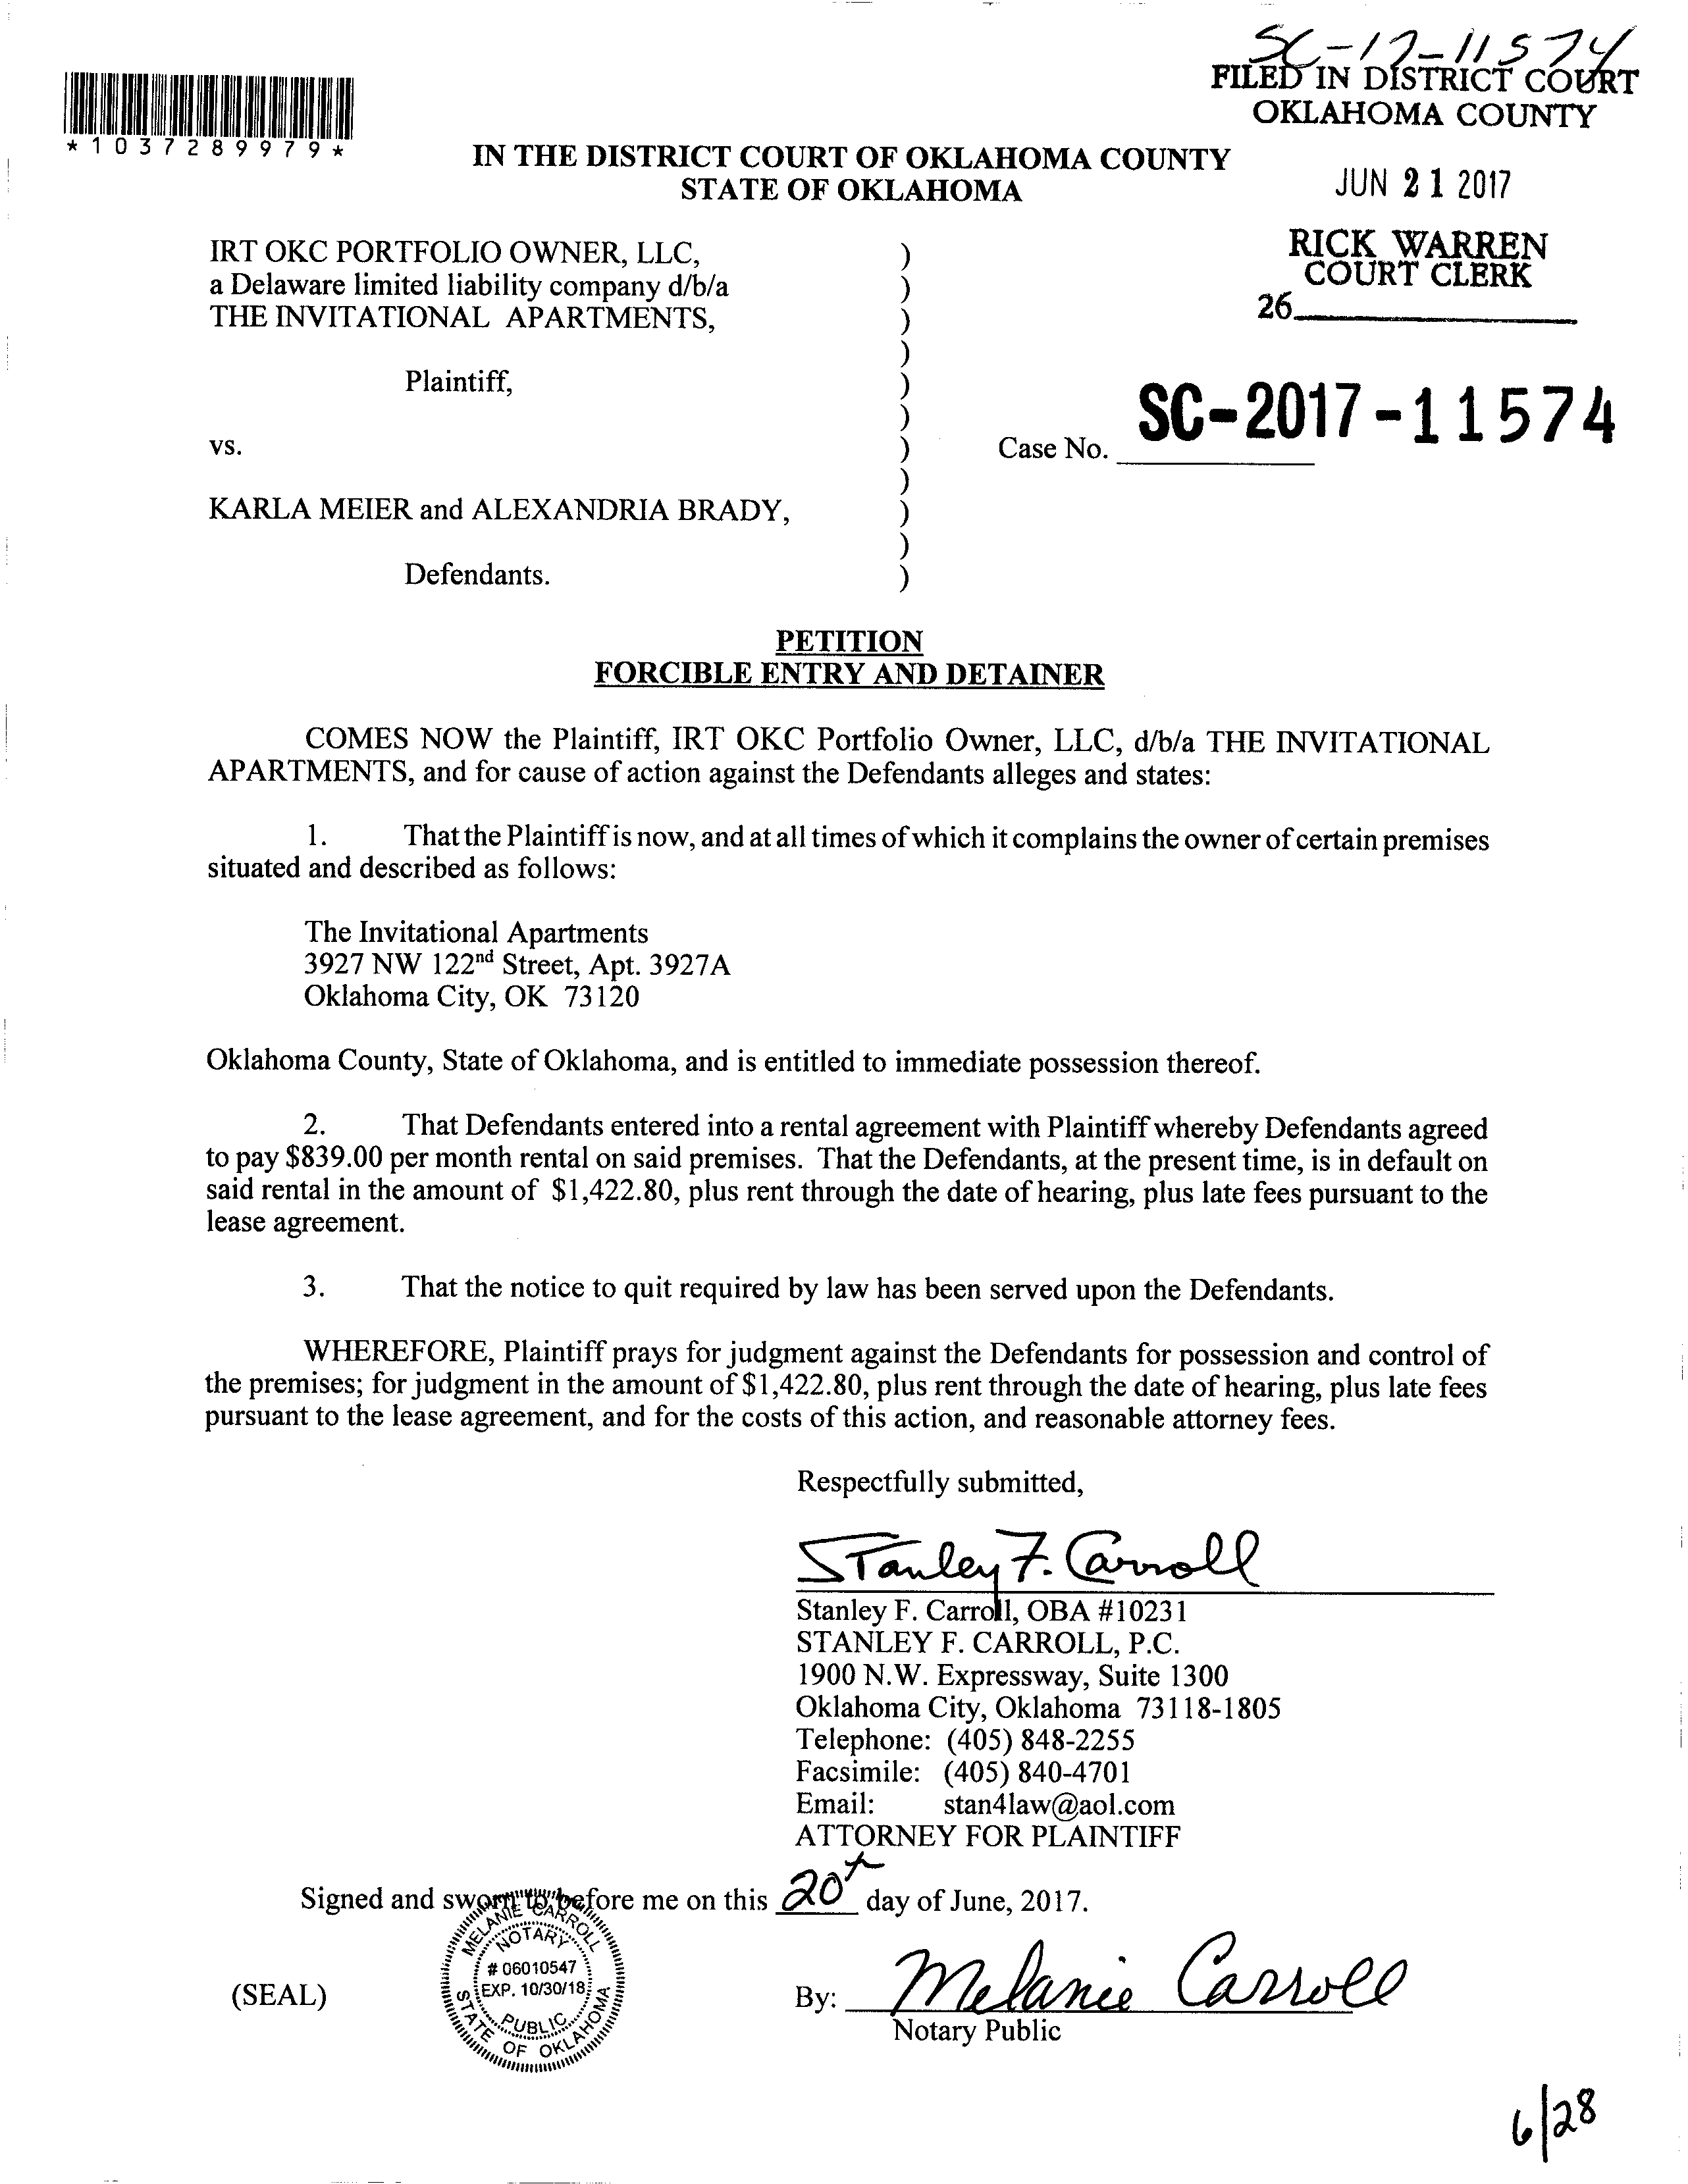 SC-17-11574
FILED IN DISTRICT COURT
OKLAHOMA COUNTY
*1037289979*
IN THE DISTRICT COURT OF OKLAHOMA COUNTY
STATE OF OKLAHOMA
JUN 21 2017
RICK WARREN
COURT CLERK
26
IRT OKC PORTFOLIO OWNER, LLC, )
a Delaware limited liability company d/b/a )
THE INVITATIONAL APARTMENTS, )
)
Plaintiff, )
)
vs. ) Case No. SC-2017-11574
)
KARLA MEIER and ALEXANDRIA BRADY, )
)
Defendants. )
PETITION
FORCIBLE ENTRY AND DETAINER
COMES NOW the Plaintiff, IRT OKC Portfolio Owner, LLC, d/b/a THE INVITATIONAL
APARTMENTS, and for cause of action against the Defendants alleges and states:
1. That the Plaintiff is now, and at all times of which it complains the owner of certain premises
situated and described as follows:
The Invitational Apartments
3927 NW 122nd Street, Apt. 3927A
Oklahoma City, OK 73120
Oklahoma County, State of Oklahoma, and is entitled to immediate possession thereof.
2. That Defendants entered into a rental agreement with Plaintiff whereby Defendants agreed
to pay $839.00 per month rental on said premises. That the Defendants, at the present time, is in default on
said rental in the amount of $1,422.80, plus rent through the date of hearing, plus late fees pursuant to the
lease agreement.
3. That the notice to quit required by law has been served upon the Defendants.
WHEREFORE, Plaintiff prays for judgment against the Defendants for possession and control of
the premises; for judgment in the amount of $1,422.80, plus rent through the date of hearing, plus late fees
pursuant to the lease agreement, and for the costs of this action, and reasonable attorney fees.
Respectfully submitted,
Stanley F. Carroll
Stanley F. Carroll, OBA #10231
STANLEY F. CARROLL, P.C.
1900 N.W. Expressway, Suite 1300
Oklahoma City, Oklahoma 73118-1805
Telephone: (405) 848-2255
Facsimile: (405) 840-4701
Email: stan4law@aol.com
ATTORNEY FOR PLAINTIFF
Signed and sworn to before me on this 20th day of June, 2017.
MELANIE CARROLL
NOTARY
# 06010547
EXP. 10/30/18
PUBLIC
STATE OF OKLAHOMA
(SEAL)
By: Melanie Carroll
Notary Public
6/28